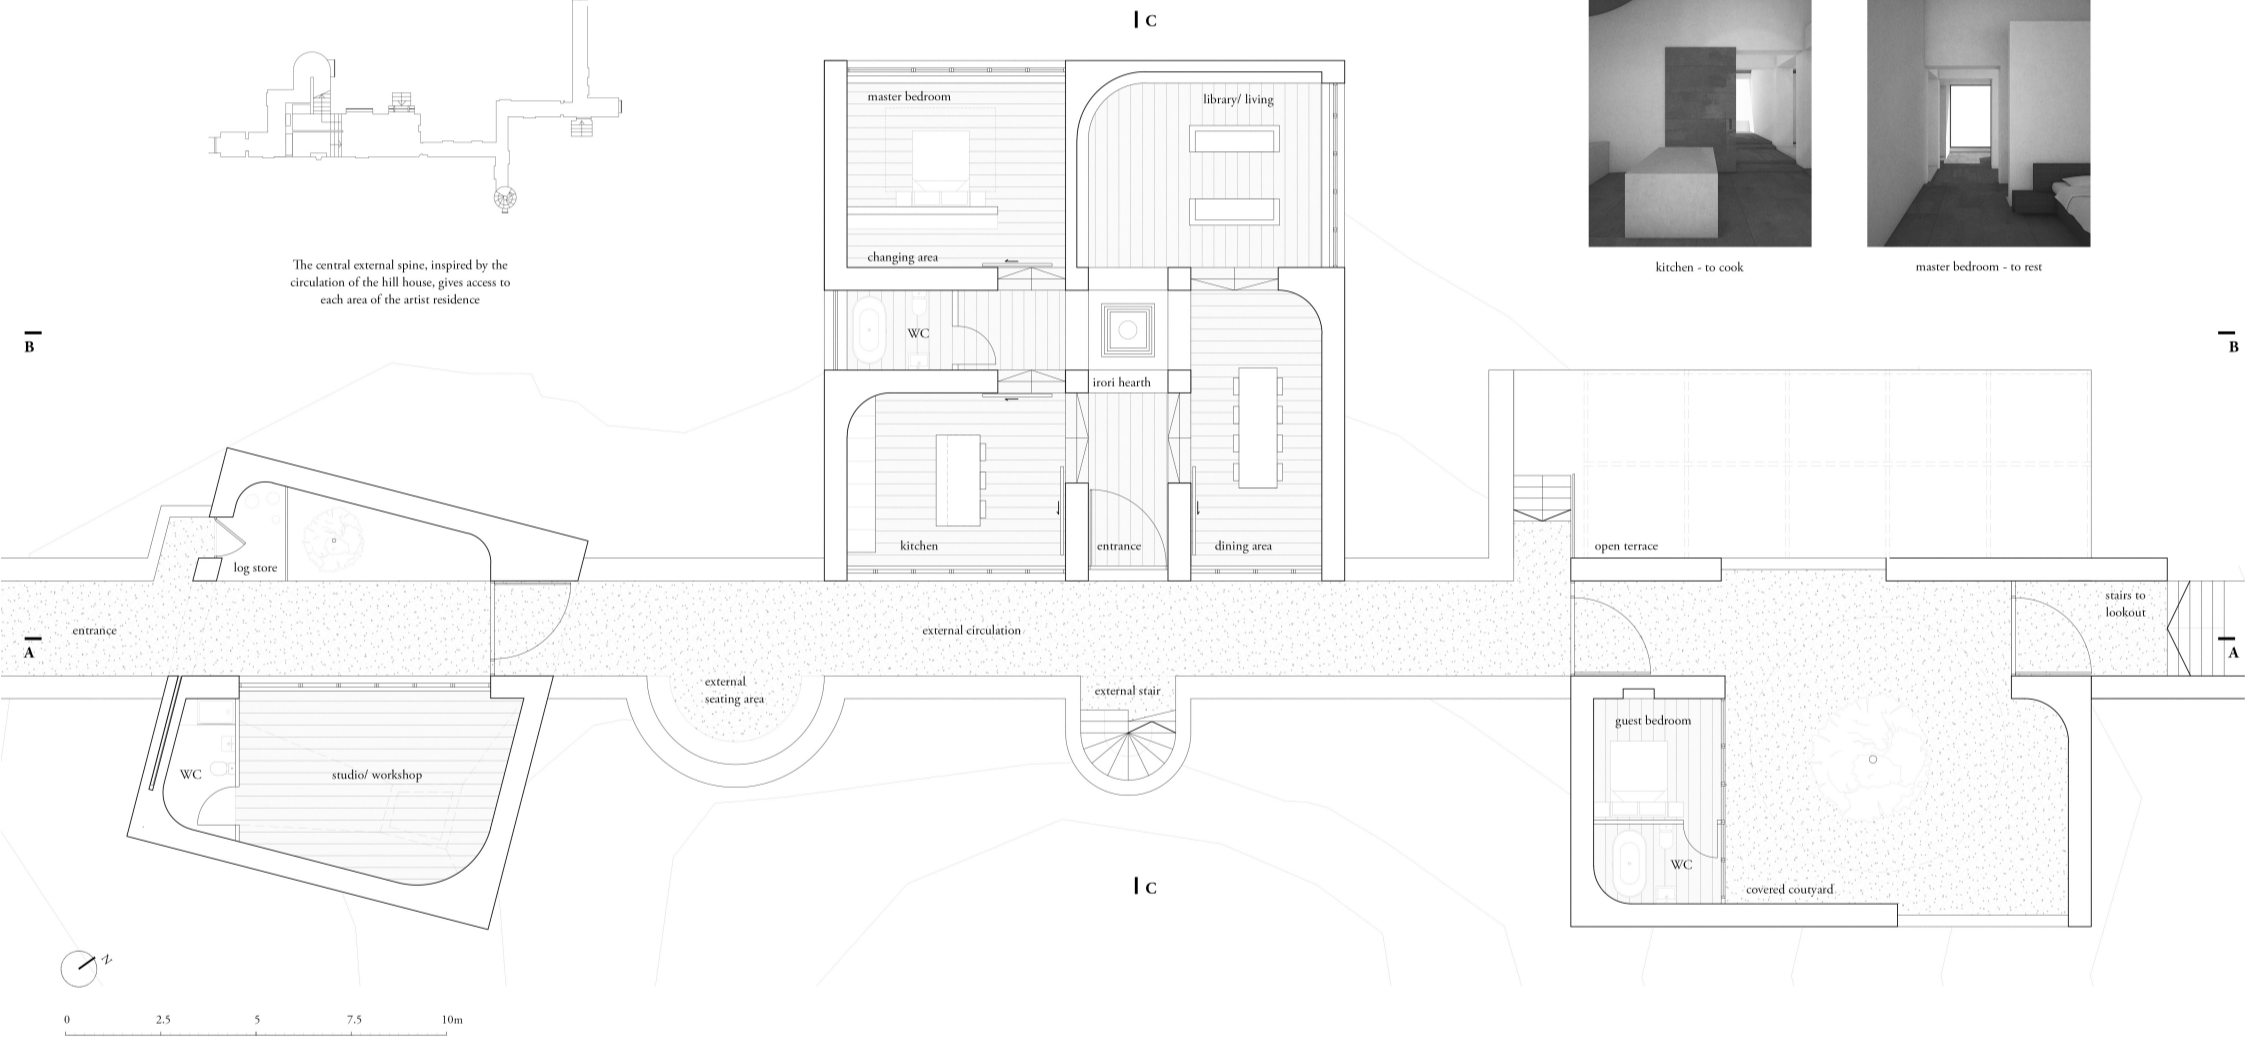 C
The central external spine, inspired by the
circulation of the hill house, gives access to
each area of the artist residence
kitchen - to cook
master bedroom - to rest
master bedroom
library/ living
changing area
WC
irori hearth
B
B
kitchen
entrance
dining area
open terrace
log store
stairs to
lookout
entrance
external circulation
A
A
external
seating area
external stair
guest bedroom
WC
studio/ workshop
WC
covered coutyard
C
N
0 2.5 5 7.5 10m